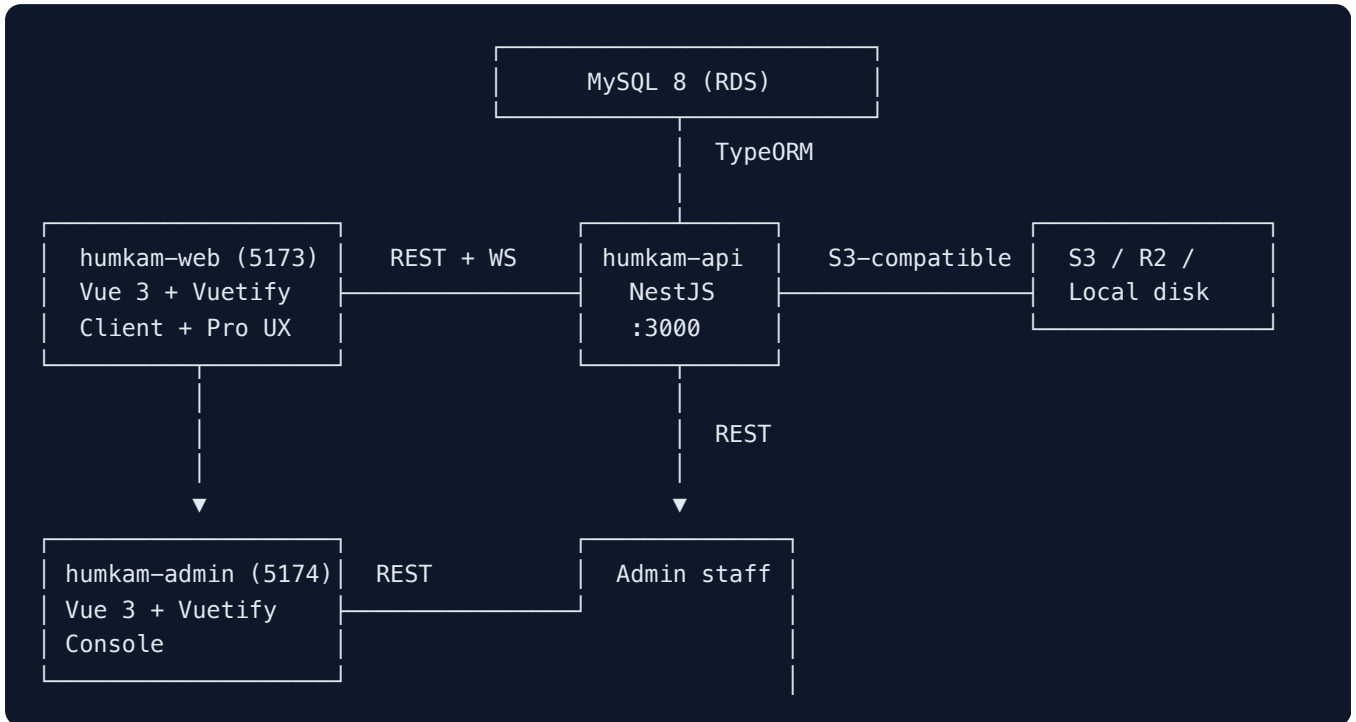 MySQL 8 (RDS)
TypeORM
humkam-web (5173)
Vue 3 + Vuetify
Client + Pro UX
REST + WS
humkam-api
NestJS
:3000
S3-compatible
S3 / R2 /
Local disk
REST
humkam-admin (5174)
Vue 3 + Vuetify
Console
REST
Admin staff